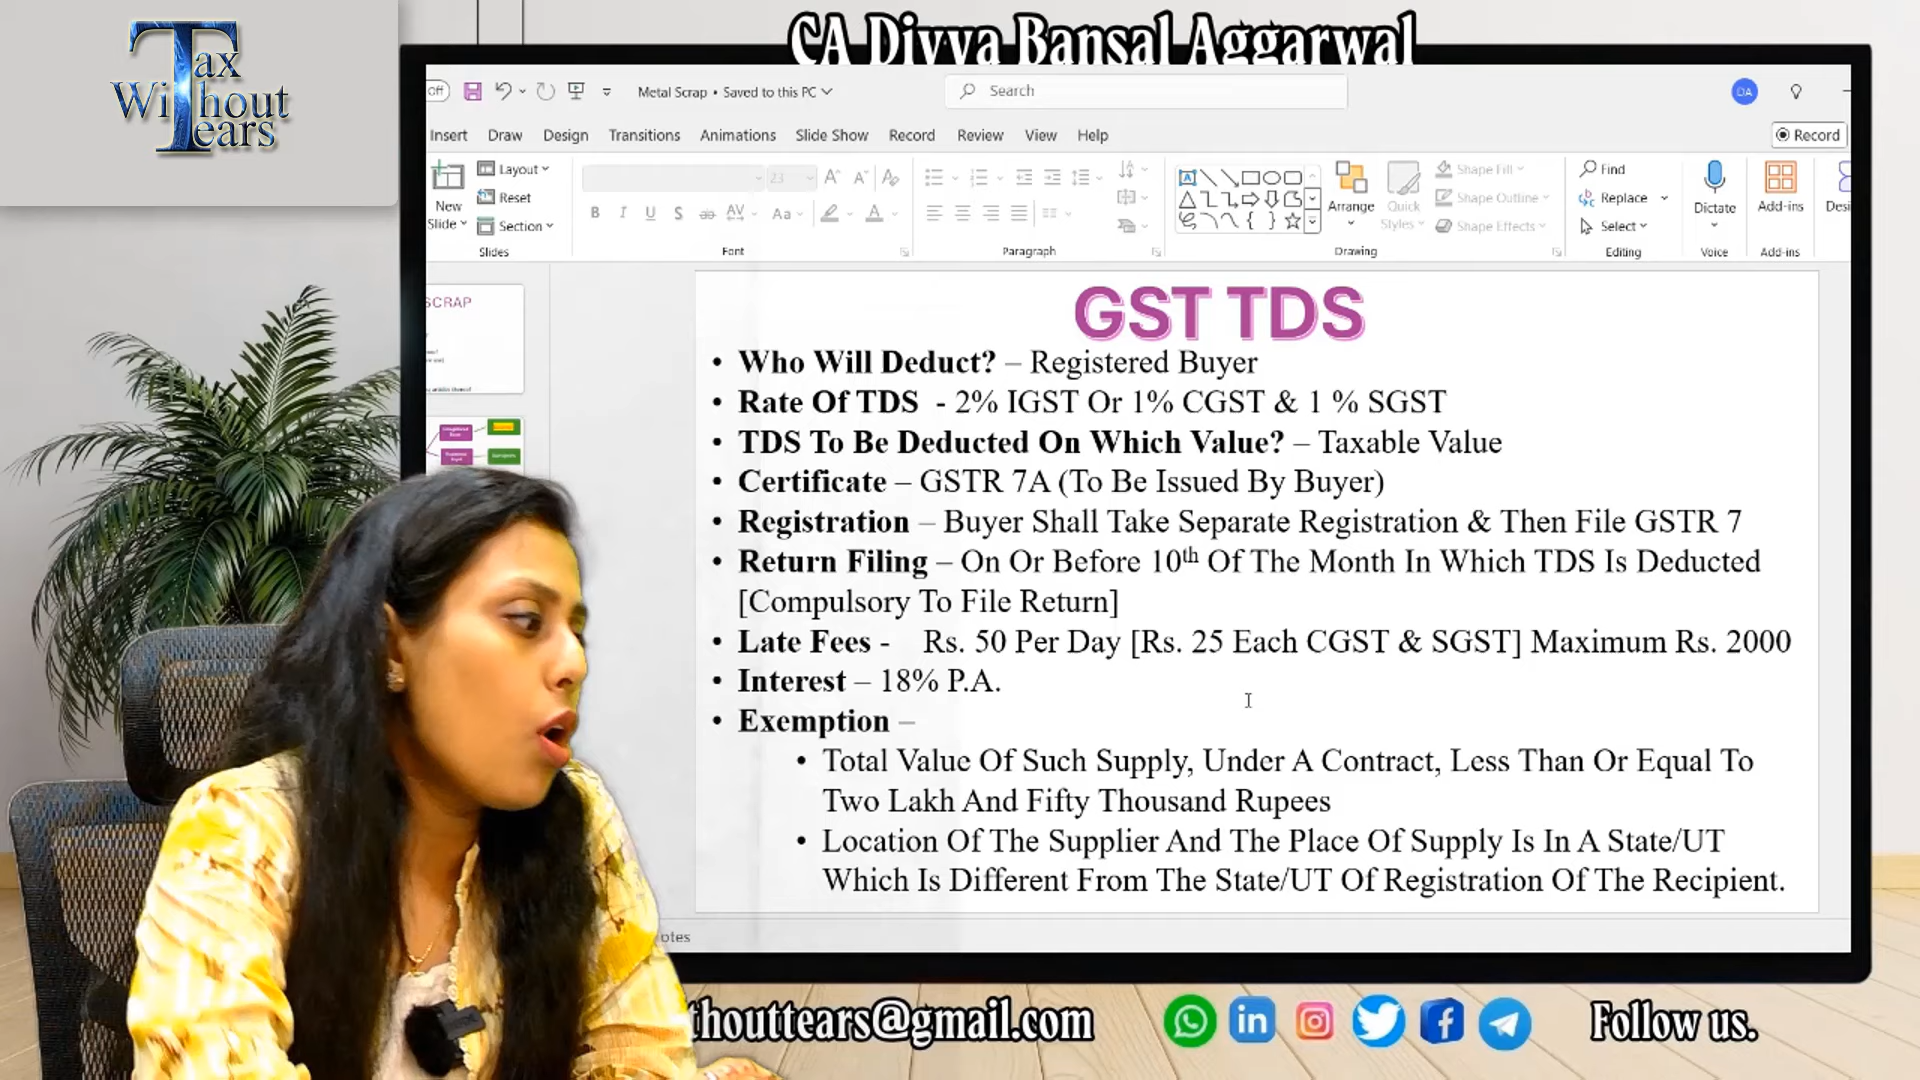 CA Divya Bansal Aggarwal
Tax
Without
Tears
Off
Metal Scrap • Saved to this PC
Search
DA
Insert Draw Design Transitions Animations Slide Show Record Review View Help
Record
New
Slide
Layout
Reset
Section
Slides
23
Font
Paragraph
Arrange
Quick
Styles
Shape Fill
Shape Outline
Shape Effects
Drawing
Find
Replace
Select
Editing
Dictate
Voice
Add-ins
Add-ins
Desi
SCRAP
GST TDS
• Who Will Deduct? – Registered Buyer
• Rate Of TDS - 2% IGST Or 1% CGST & 1 % SGST
• TDS To Be Deducted On Which Value? – Taxable Value
• Certificate – GSTR 7A (To Be Issued By Buyer)
• Registration – Buyer Shall Take Separate Registration & Then File GSTR 7
• Return Filing – On Or Before 10th Of The Month In Which TDS Is Deducted
[Compulsory To File Return]
• Late Fees - Rs. 50 Per Day [Rs. 25 Each CGST & SGST] Maximum Rs. 2000
• Interest – 18% P.A.
• Exemption –
• Total Value Of Such Supply, Under A Contract, Less Than Or Equal To
Two Lakh And Fifty Thousand Rupees
• Location Of The Supplier And The Place Of Supply Is In A State/UT
Which Is Different From The State/UT Of Registration Of The Recipient.
otes
thouttears@gmail.com
Follow us.